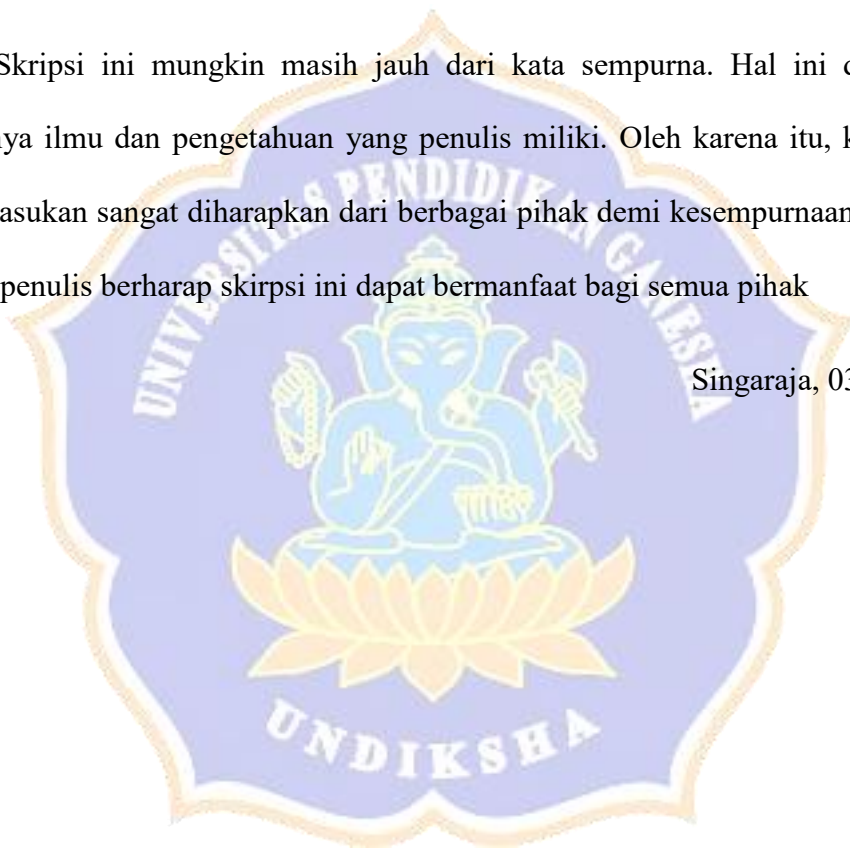 Skripsi ini mungkin masih jauh dari kata sempurna. Hal ini
ilmu dan pengetahuan yang penulis miliki. Oleh karena itu,
sangat diharapkan dari berbagai pihak demi kesempurnaan
penulis berharap skirpsi ini dapat bermanfaat bagi semua pihak
Singaraja, 03
UNIVERSITAS PENDIDIKAN GANESHA
UNDIKSHA